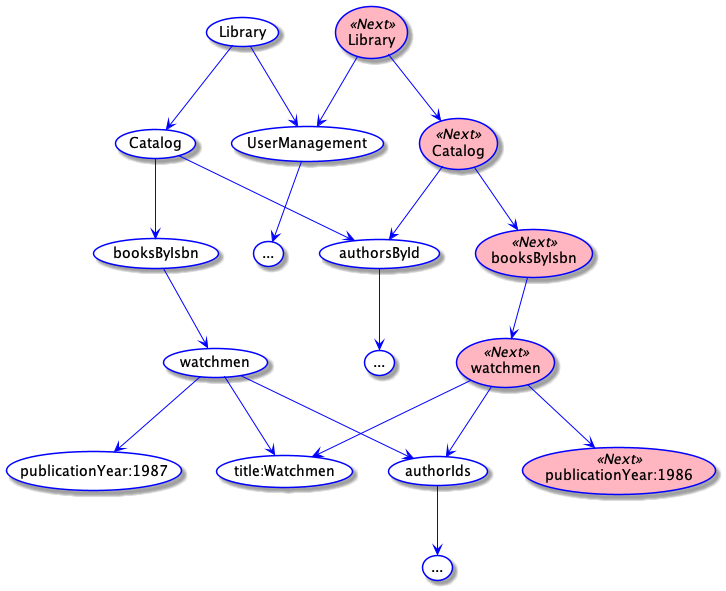 Library
«Next»
Library
Catalog
UserManagement
«Next»
Catalog
booksByIsbn
...
authorsById
«Next»
booksByIsbn
watchmen
...
«Next»
watchmen
publicationYear:1987
title:Watchmen
authorIds
«Next»
publicationYear:1986
...